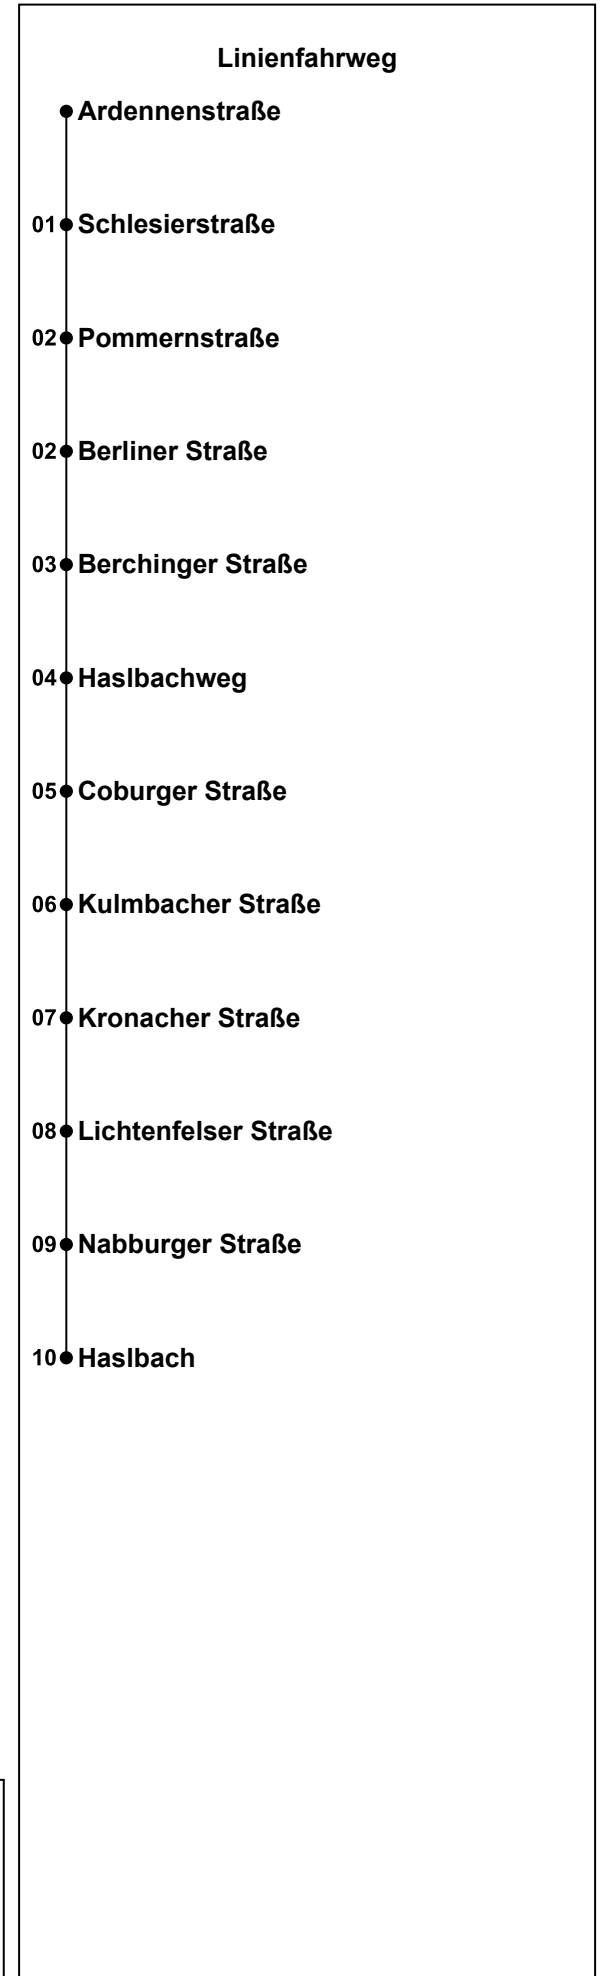 Linienfahrweg
Ardennenstraße
01 Schlesierstraße
02 Pommernstraße
02 Berliner Straße
03 Berchinger Straße
04 Haslbachweg
05 Coburger Straße
06 Kulmbacher Straße
07 Kronacher Straße
08 Lichtenfelser Straße
09 Nabburger Straße
10 Haslbach